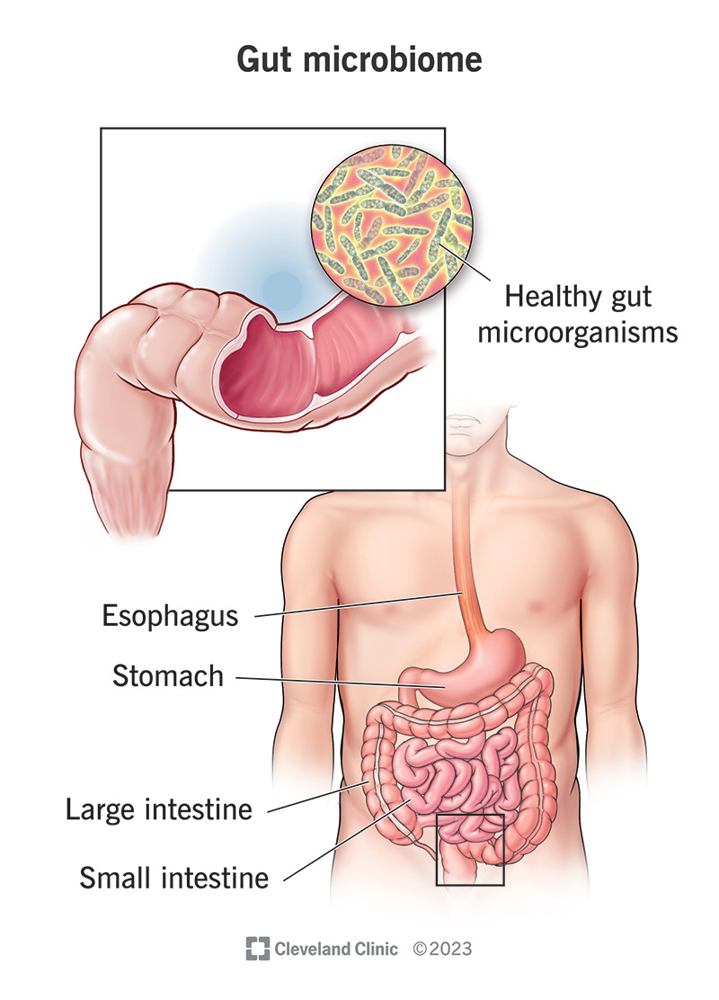 Gut microbiome
Healthy gut
microorganisms
Esophagus
Stomach
Large intestine
Small intestine
Cleveland Clinic ©2023